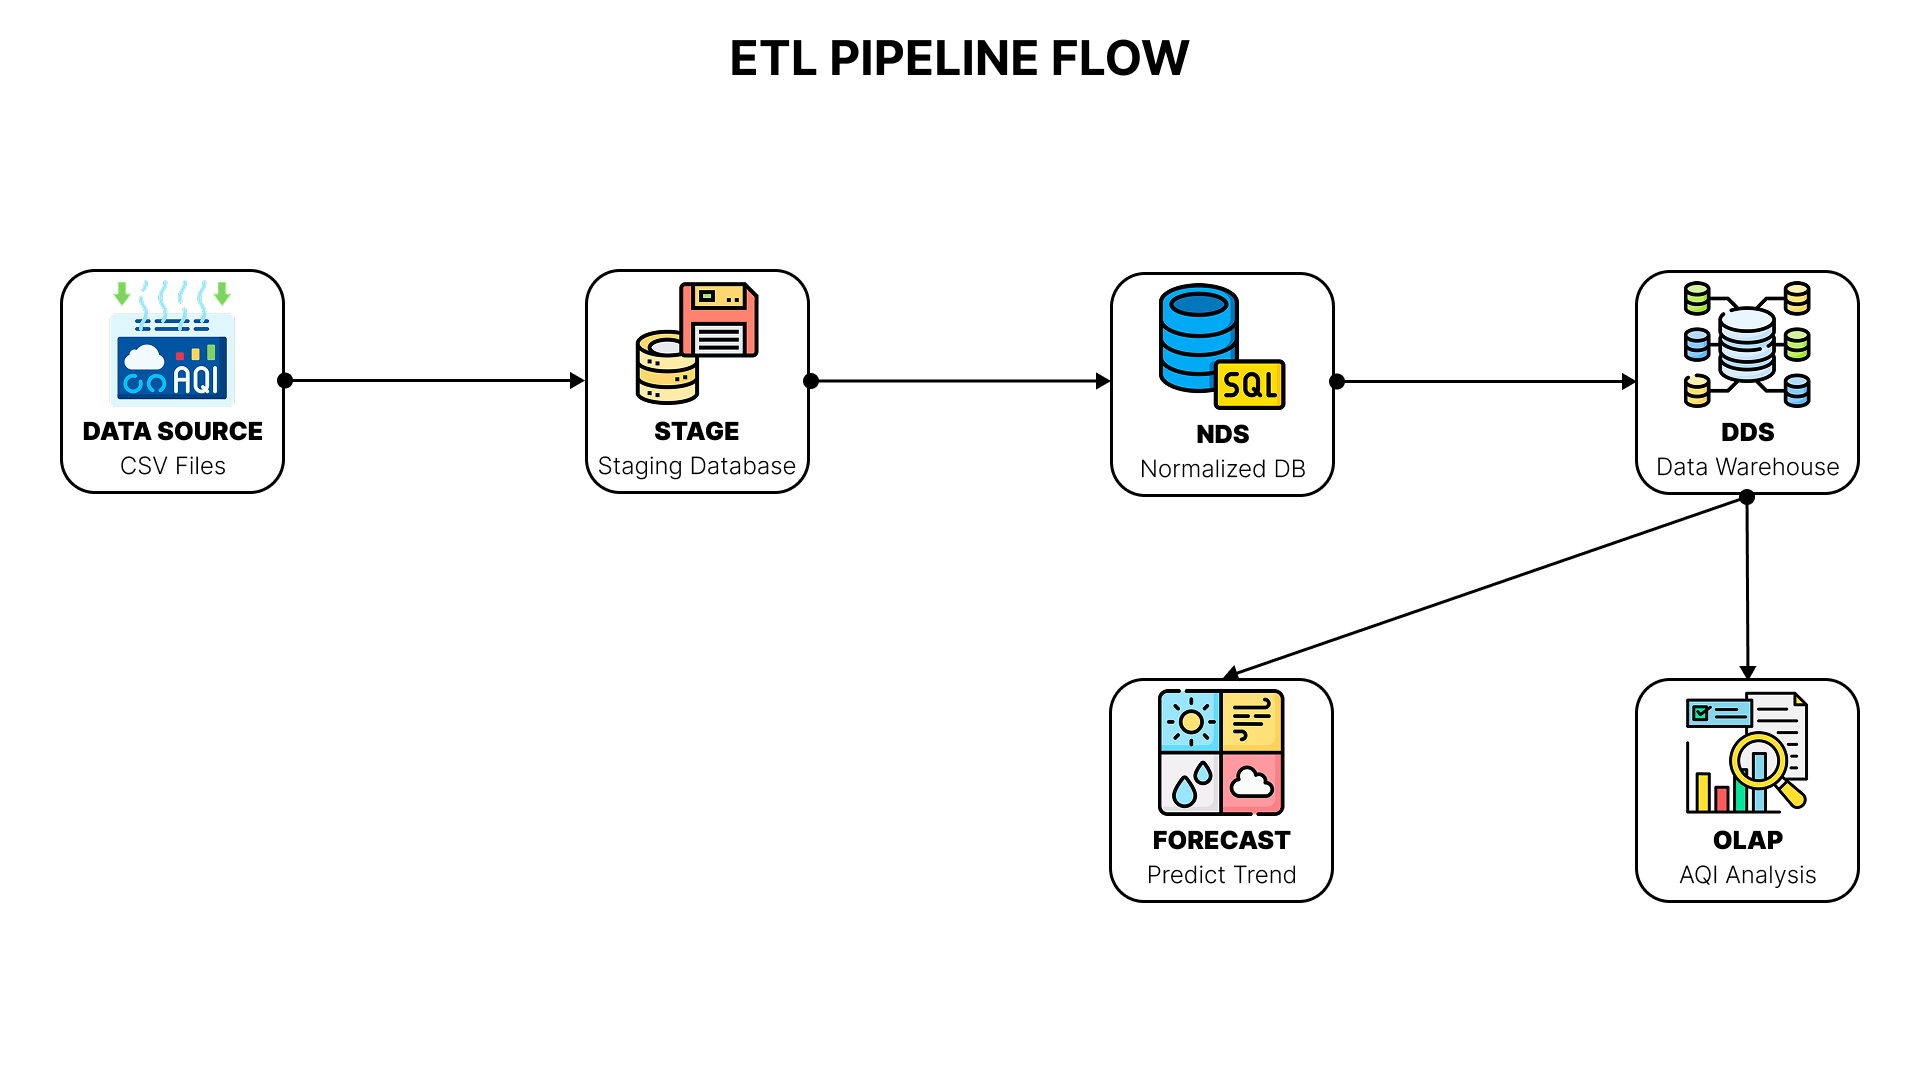 ETL PIPELINE FLOW
AQI
DATA SOURCE
CSV Files
STAGE
Staging Database
SQL
NDS
Normalized DB
DDS
Data Warehouse
FORECAST
Predict Trend
OLAP
AQI Analysis